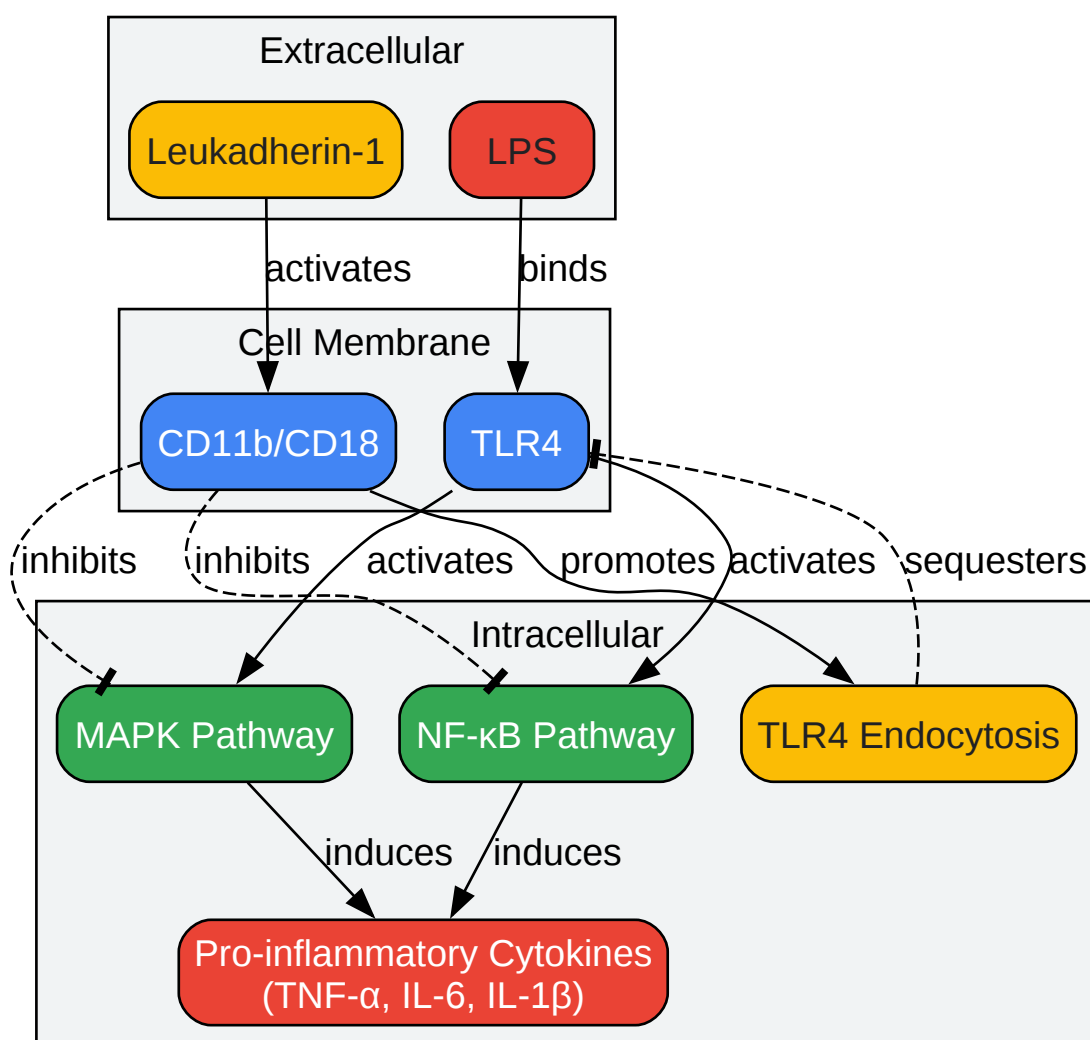 Extracellular
Leukadherin-1
LPS
activates
binds
Cell Membrane
CD11b/CD18
TLR4
inhibits
inhibits
activates
promotes
activates
sequesters
Intracellular
MAPK Pathway
NF-κB Pathway
TLR4 Endocytosis
induces
induces
Pro-inflammatory Cytokines
(TNF-α, IL-6, IL-1β)